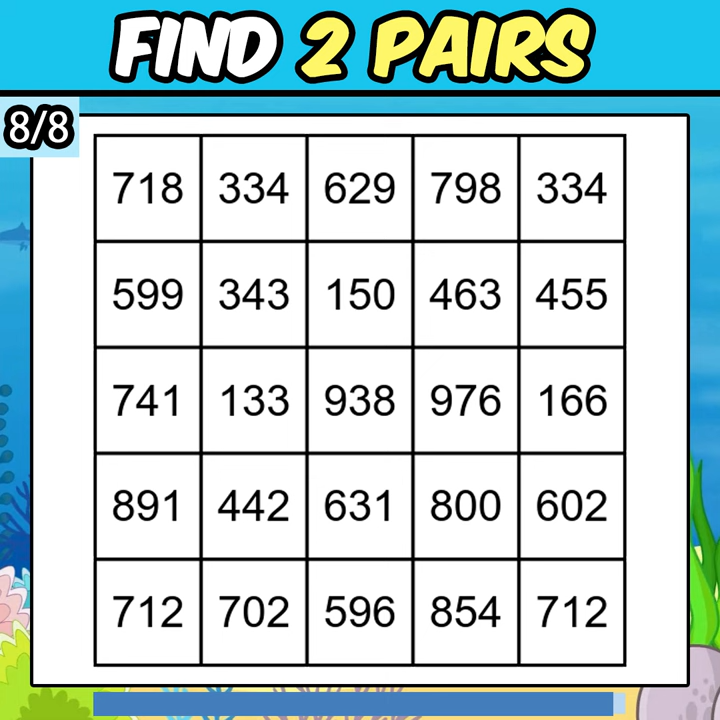 FIND 2 PAIRS
8/8
718 334 629 798 334
599 343 150 463 455
741 133 938 976 166
891 442 631 800 602
712 702 596 854 712